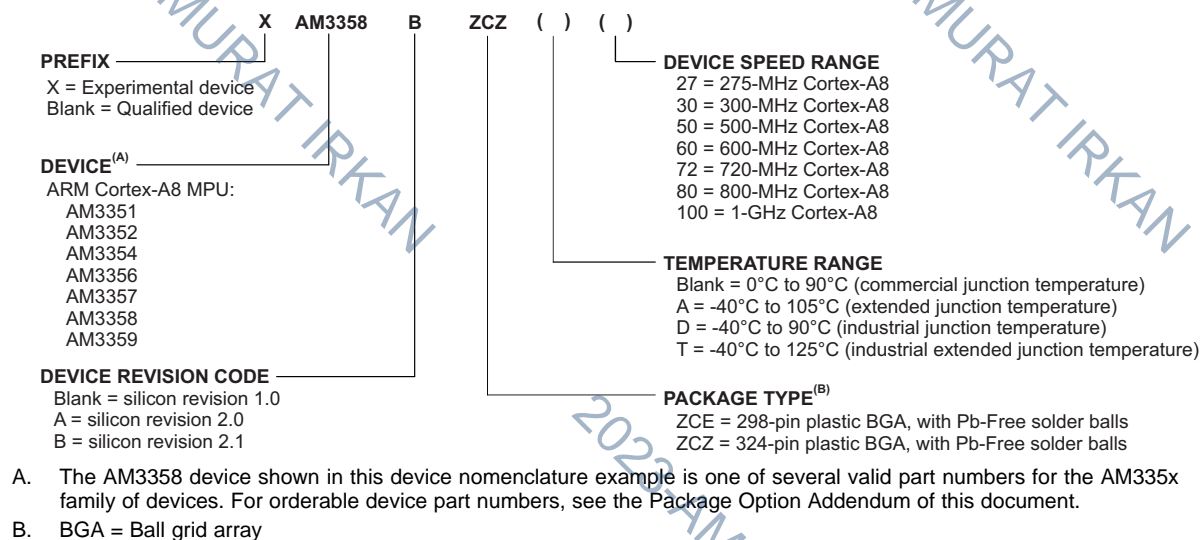 X AM3358 B ZCZ ( ) ( )
PREFIX
X = Experimental device
Blank = Qualified device
DEVICE(A)
ARM Cortex-A8 MPU:
AM3351
AM3352
AM3354
AM3356
AM3357
AM3358
AM3359
DEVICE REVISION CODE
Blank = silicon revision 1.0
A = silicon revision 2.0
B = silicon revision 2.1
DEVICE SPEED RANGE
27 = 275-MHz Cortex-A8
30 = 300-MHz Cortex-A8
50 = 500-MHz Cortex-A8
60 = 600-MHz Cortex-A8
72 = 720-MHz Cortex-A8
80 = 800-MHz Cortex-A8
100 = 1-GHz Cortex-A8
TEMPERATURE RANGE
Blank = 0°C to 90°C (commercial junction temperature)
A = -40°C to 105°C (extended junction temperature)
D = -40°C to 90°C (industrial junction temperature)
T = -40°C to 125°C (industrial extended junction temperature)
PACKAGE TYPE(B)
ZCE = 298-pin plastic BGA, with Pb-Free solder balls
ZCZ = 324-pin plastic BGA, with Pb-Free solder balls
A. The AM3358 device shown in this device nomenclature example is one of several valid part numbers for the AM335x
family of devices. For orderable device part numbers, see the Package Option Addendum of this document.
B. BGA = Ball grid array
MURAT IRKAN
MURAT IRKAN